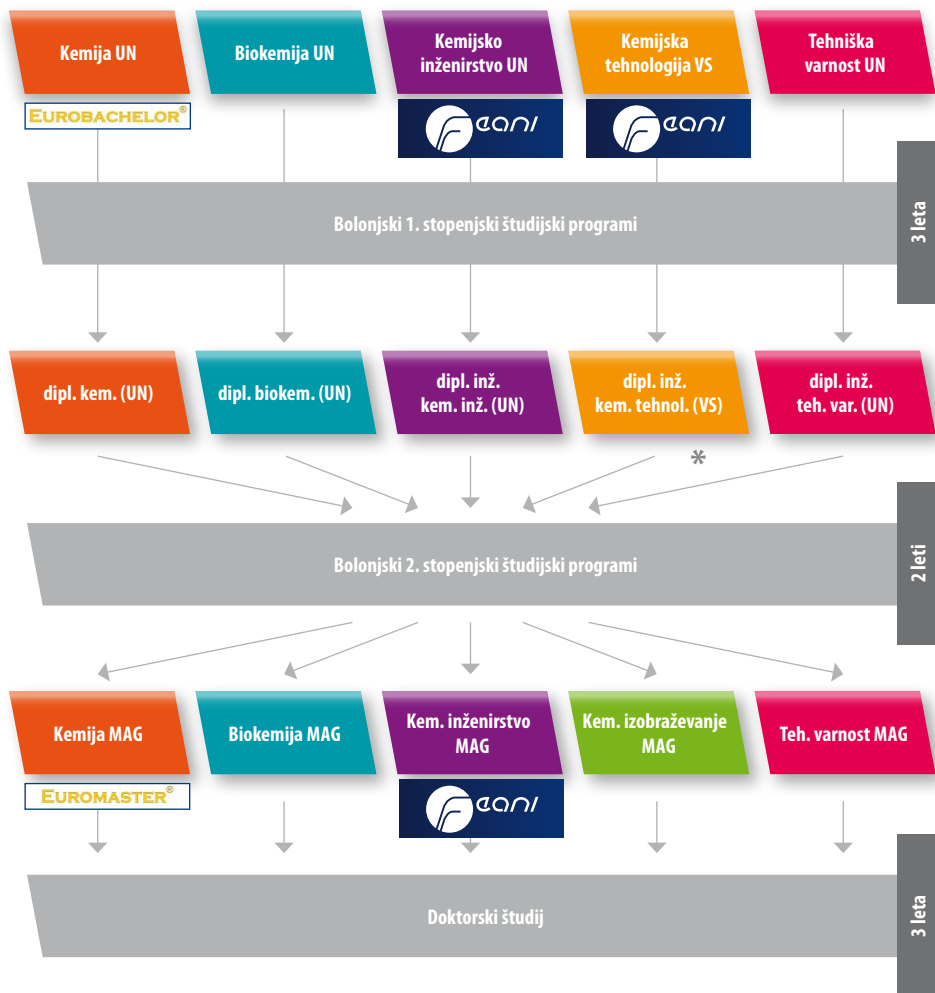 Kemija UN
Biokemija UN
Kemijsko
inženirstvo UN
Kemijska
tehnologija VS
Tehniška
varnost UN
EUROBACHELOR®
Feani
Feani
Bolonjski 1. stopenjski študijski programi
3 leta
dipl. kem. (UN)
dipl. biokem. (UN)
dipl. inž.
kem. inž. (UN)
dipl. inž.
kem. tehnol. (VS)
dipl. inž.
teh. var. (UN)
*
Bolonjski 2. stopenjski študijski programi
2 leti
Kemija MAG
Biokemija MAG
Kem. inženirstvo
MAG
Kem. izobraževanje
MAG
Teh. varnost MAG
EUROMASTER®
Feani
Doktorski študij
3 leta